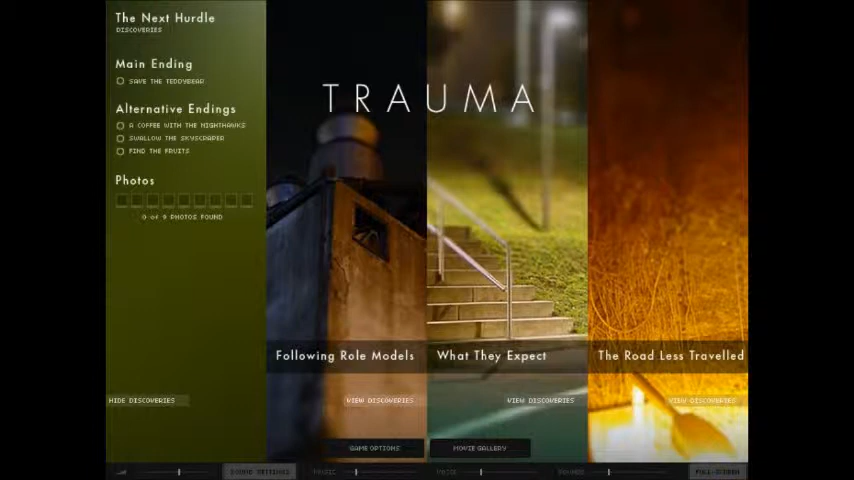 The Next Hurdle
DISCOVERIES
Main Ending
SAVE THE TEDDYBEAR
Alternative Endings
A COFFEE WITH THE NIGHTHAWKS
SWALLOW THE SKYSCRAPER
FIND THE FRUITS
Photos
0 of 9 PHOTOS FOUND
HIDE DISCOVERIES
TRAUMA
Following Role Models
VIEW DISCOVERIES
What They Expect
VIEW DISCOVERIES
The Road Less Travelled
VIEW DISCOVERIES
GAME OPTIONS
MOVIE GALLERY
SOUND SETTINGS
MUSIC
VOICE
SOUNDS
FULL-SCREEN